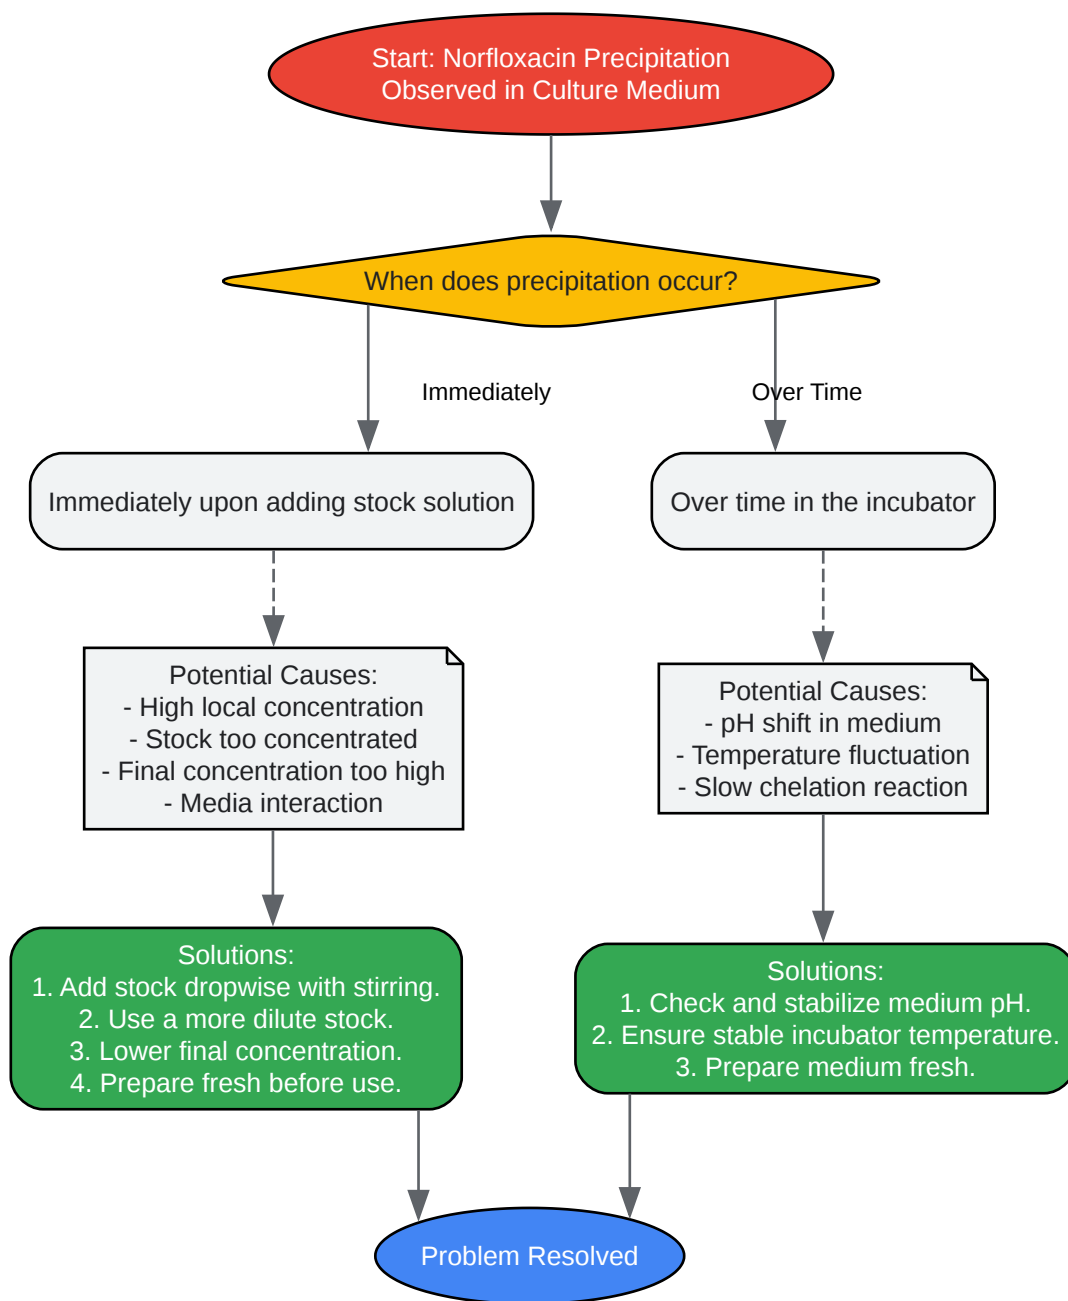 Start: Norfloxacin Precipitation
Observed in Culture Medium
When does precipitation occur?
Immediately
Over Time
Immediately upon adding stock solution
Over time in the incubator
Potential Causes:
- High local concentration
- Stock too concentrated
- Final concentration too high
- Media interaction
Potential Causes:
- pH shift in medium
- Temperature fluctuation
- Slow chelation reaction
Solutions:
1. Add stock dropwise with stirring.
2. Use a more dilute stock.
3. Lower final concentration.
4. Prepare fresh before use.
Solutions:
1. Check and stabilize medium pH.
2. Ensure stable incubator temperature.
3. Prepare medium fresh.
Problem Resolved